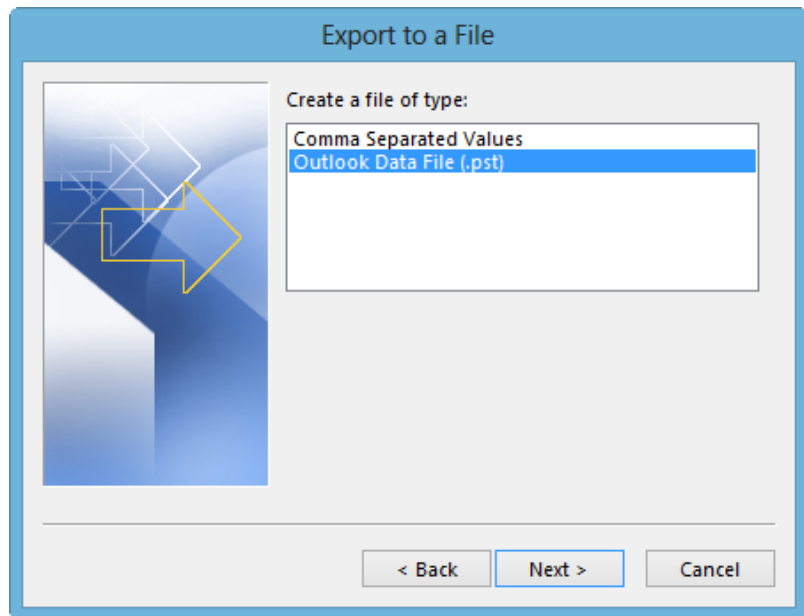 Export to a File
Create a file of type:
Comma Separated Values
Outlook Data File (.pst)
< Back
Next >
Cancel